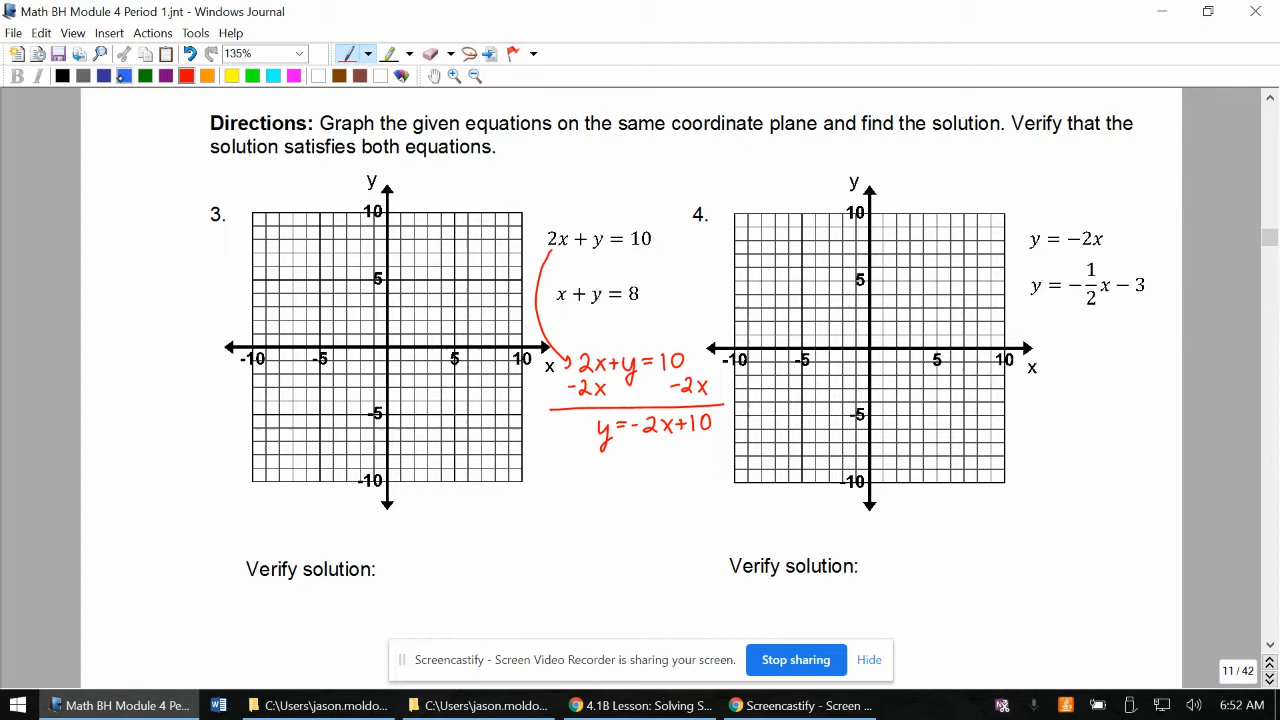 Math BH Module 4 Period 1.jnt - Windows Journal
File Edit View Insert Actions Tools Help
135%
B I
Directions: Graph the given equations on the same coordinate plane and find the solution. Verify that the
solution satisfies both equations.
3.
y
10
5
-10 -5 5 10
x
-5
-10
2x + y = 10
x + y = 8
2x+y=10
-2x -2x
y=-2x+10
Verify solution:
4.
y
10
5
-10 -5 5 10
x
-5
-10
y = −2x
y = −1/2x − 3
Verify solution:
Screencastify - Screen Video Recorder is sharing your screen. Stop sharing Hide
11 / 42
Math BH Module 4 Pe... C:\Users\jason.moldo... C:\Users\jason.moldo... 4.1B Lesson: Solving S... Screencastify - Screen ... 6:52 AM